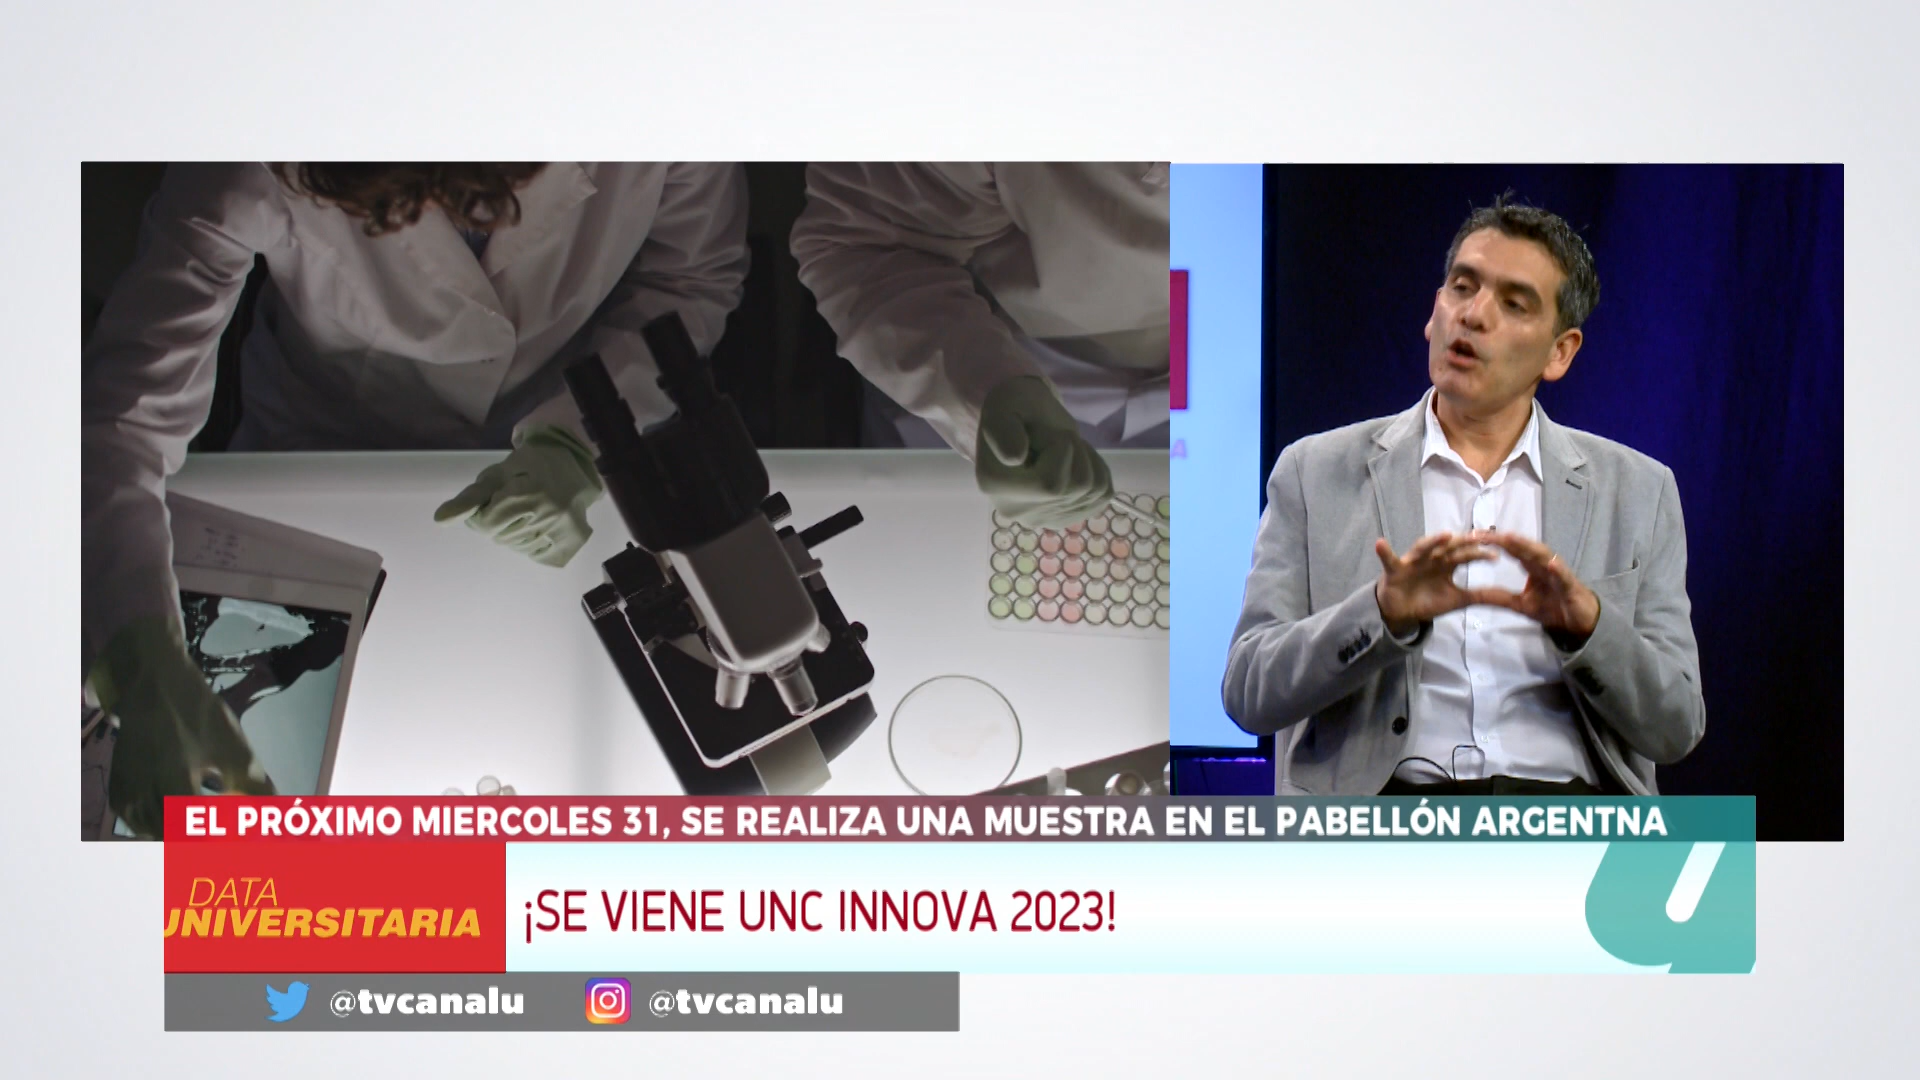 EL PRÓXIMO MIERCOLES 31, SE REALIZA UNA MUESTRA EN EL PABELLÓN ARGENTNA
DATA
UNIVERSITARIA
¡SE VIENE UNC INNOVA 2023!
@tvcanalu
@tvcanalu